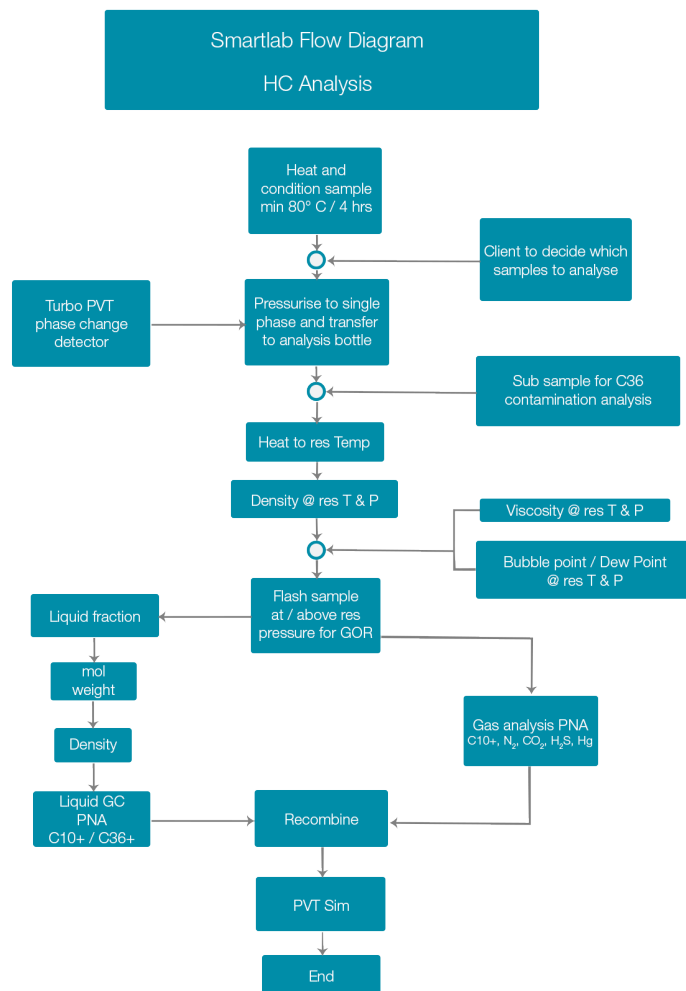 Smartlab Flow Diagram
HC Analysis
Heat and
condition sample
min 80º C / 4 hrs
Client to decide which
samples to analyse
Turbo PVT
phase change
detector
Pressurise to single
phase and transfer
to analysis bottle
Sub sample for C36
contamination analysis
Heat to res Temp
Density @ res T & P
Viscosity @ res T & P
Bubble point / Dew Point
@ res T & P
Flash sample
at / above res
pressure for GOR
Liquid fraction
mol
weight
Density
Liquid GC
PNA
C10+ / C36+
Gas analysis PNA
C10+, N₂, CO₂, H₂S, Hg
Recombine
PVT Sim
End